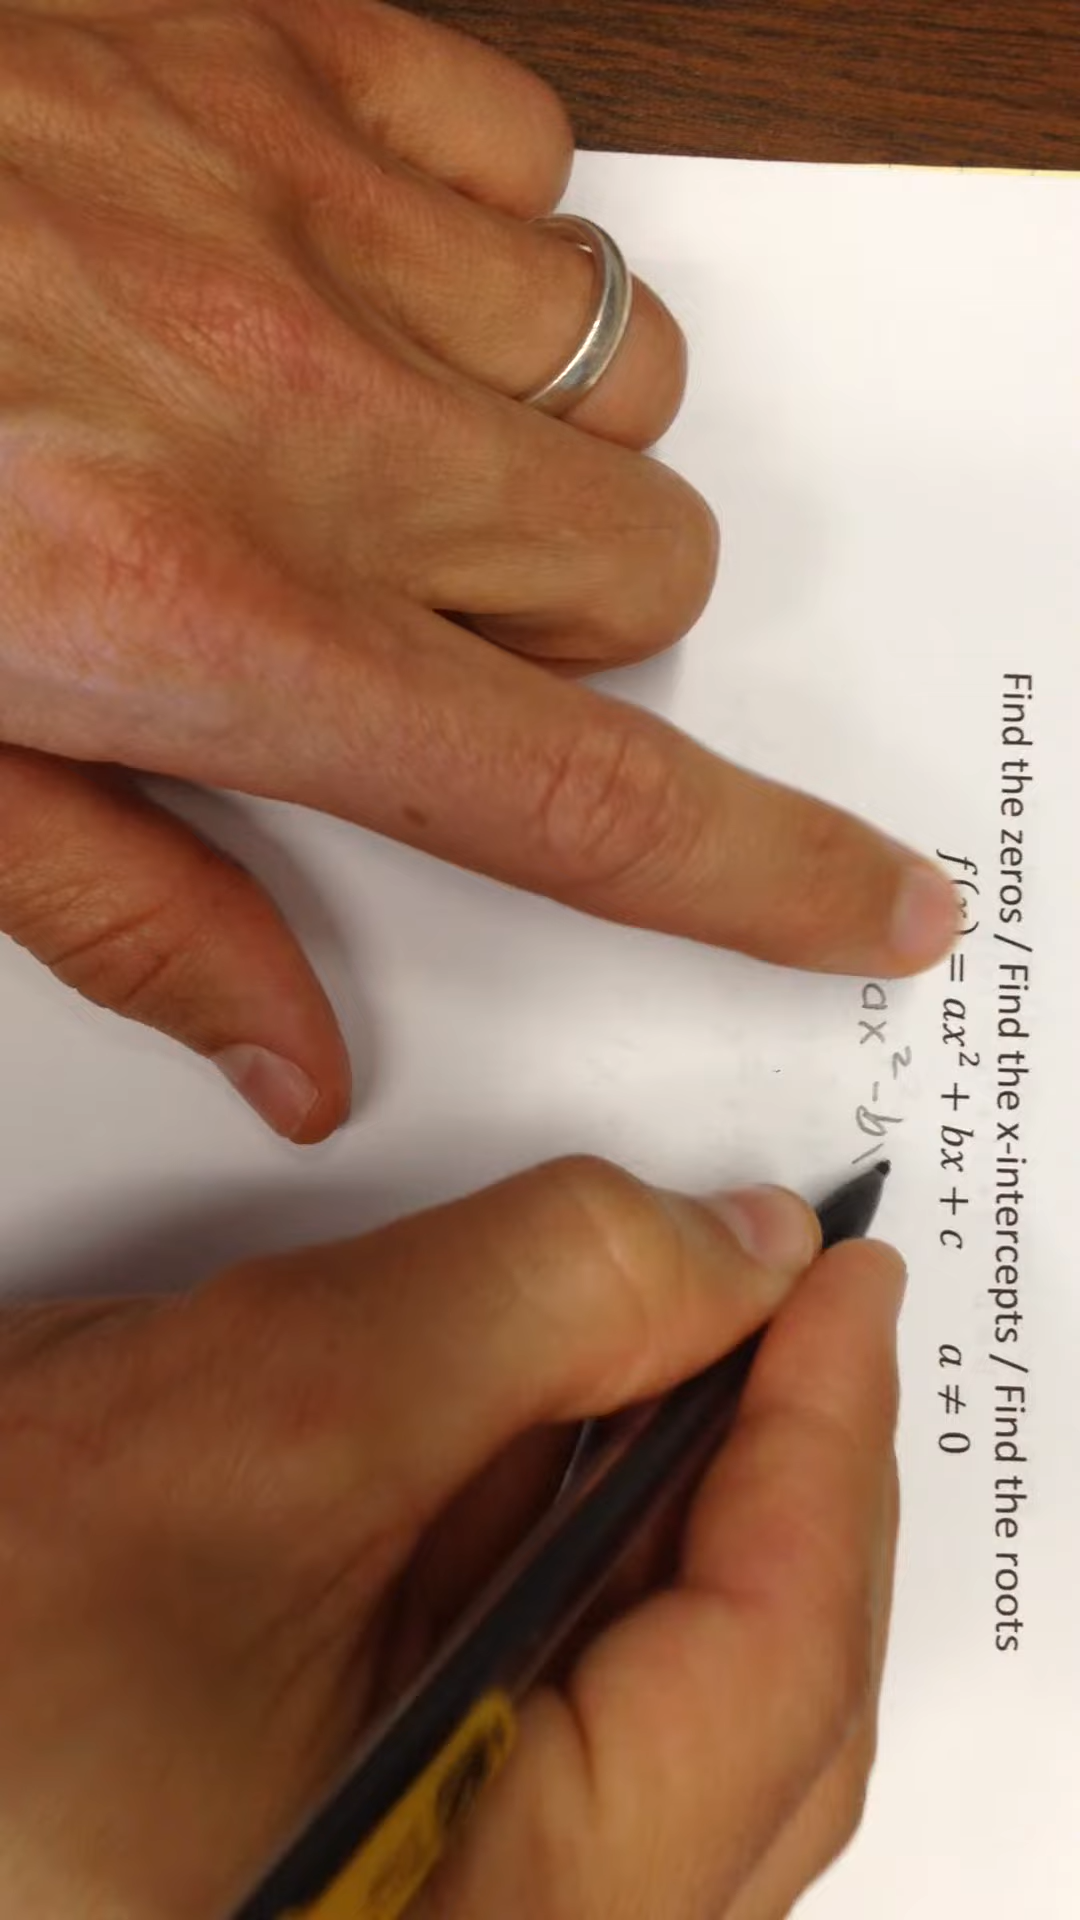 Find the zeros / Find the x-intercepts / Find the roots
f(x) = ax² + bx + c a ≠ 0
ax² - b